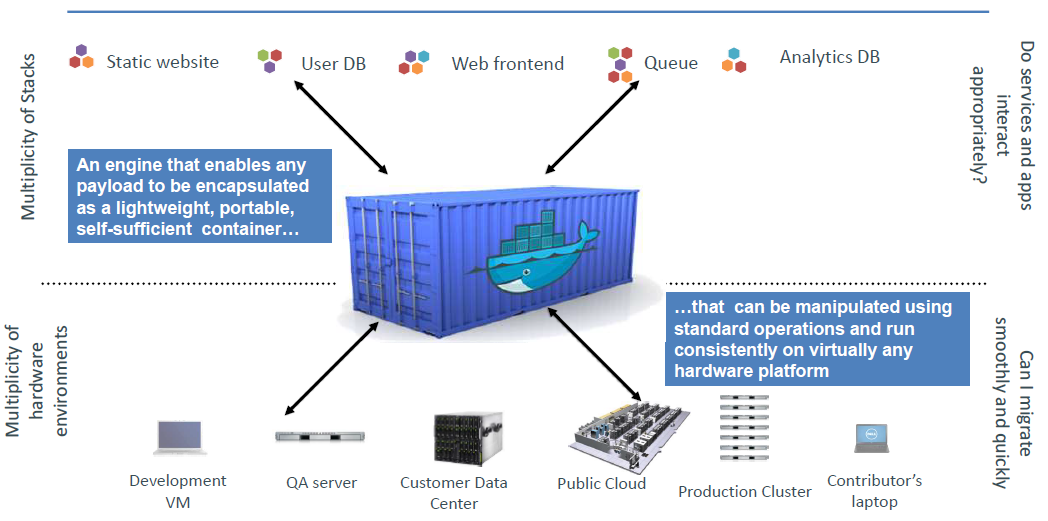 Multiplicity of Stacks
Static website
User DB
Web frontend
Queue
Analytics DB
Do services and apps
interact
appropriately?
An engine that enables any
payload to be encapsulated
as a lightweight, portable,
self-sufficient container…
…that can be manipulated using
standard operations and run
consistently on virtually any
hardware platform
Multiplicity of
hardware
environments
Can I migrate
smoothly and quickly
Development
VM
QA server
Customer Data
Center
Public Cloud
Production Cluster
DELL
Contributor’s
laptop